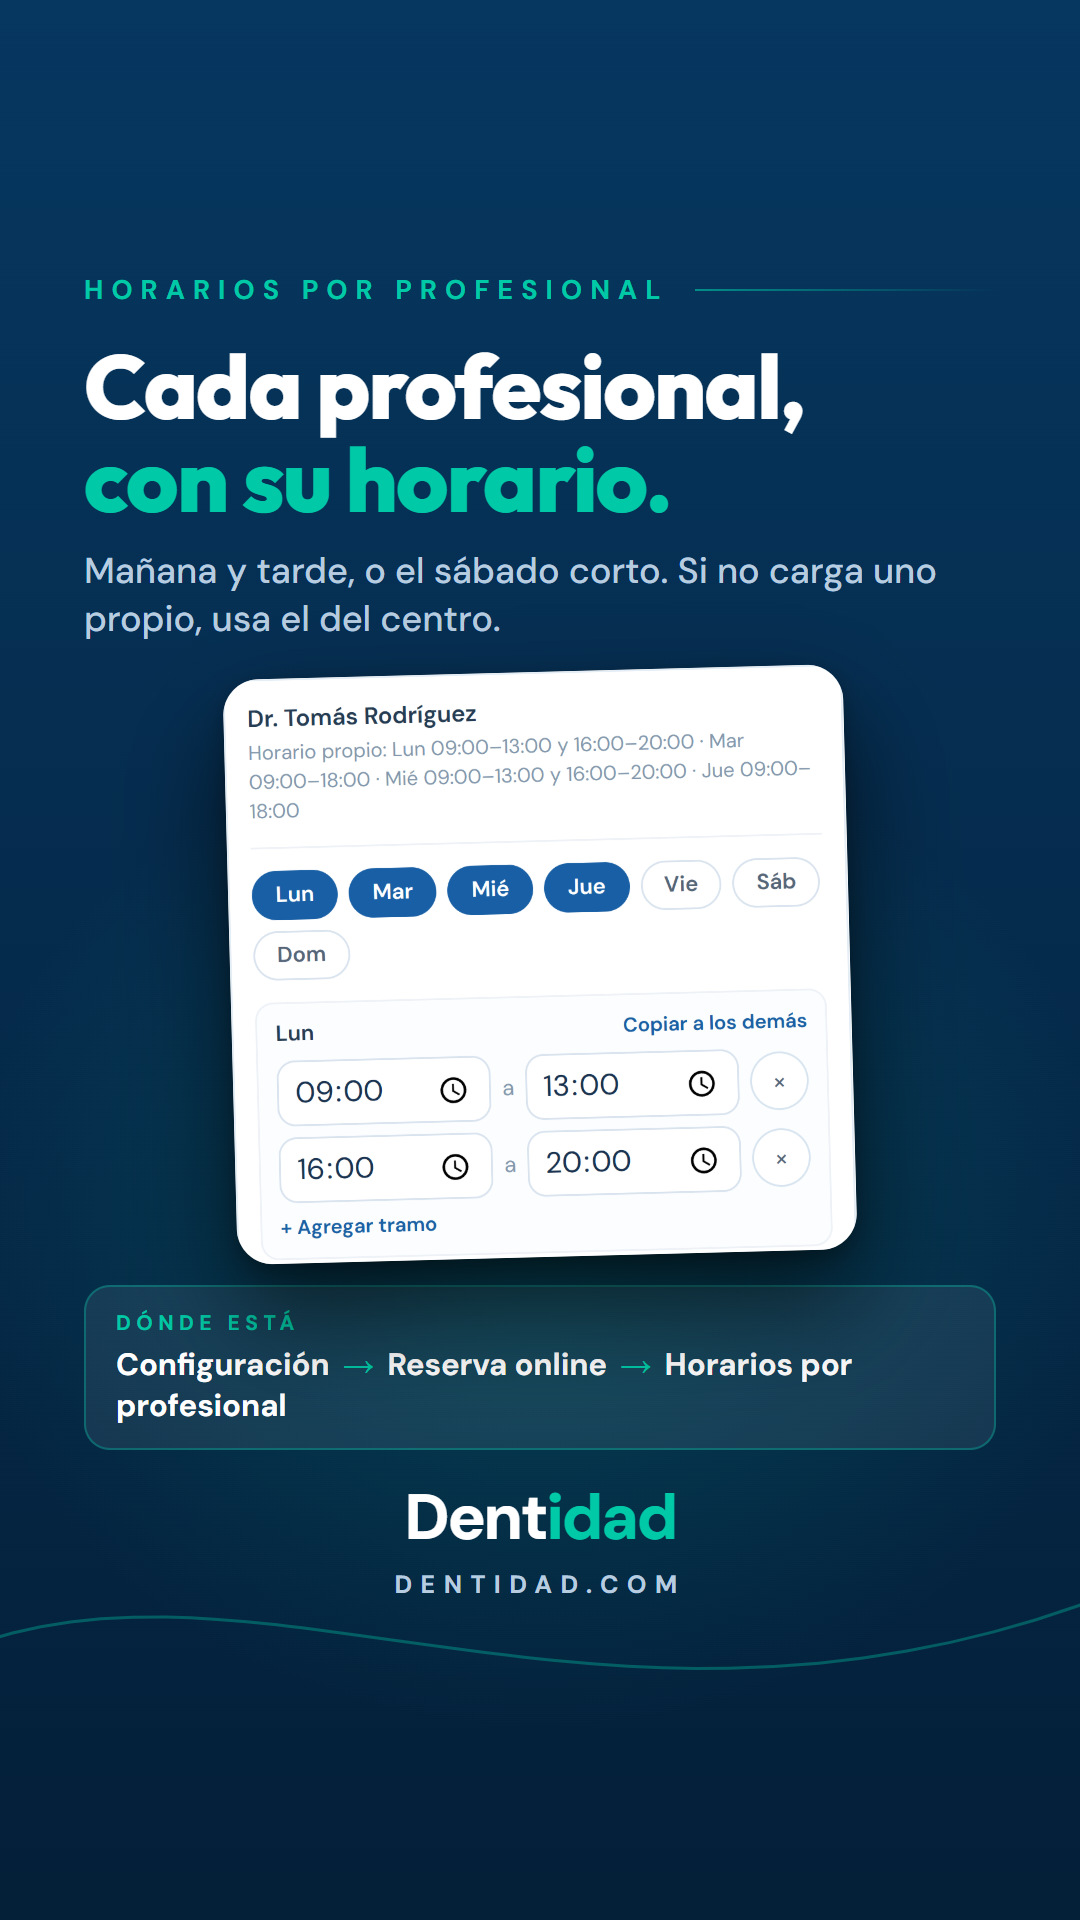 HORARIOS POR PROFESIONAL
Cada profesional,
con su horario.
Mañana y tarde, o el sábado corto. Si no carga uno
propio, usa el del centro.
Dr. Tomás Rodríguez
Horario propio: Lun 09:00–13:00 y 16:00–20:00 · Mar
09:00–18:00 · Mié 09:00–13:00 y 16:00–20:00 · Jue 09:00–
18:00
Lun Mar Mié Jue Vie Sáb
Dom
Lun Copiar a los demás
09:00 a 13:00 ×
16:00 a 20:00 ×
+ Agregar tramo
DÓNDE ESTÁ
Configuración → Reserva online → Horarios por
profesional
Dentidad
DENTIDAD.COM